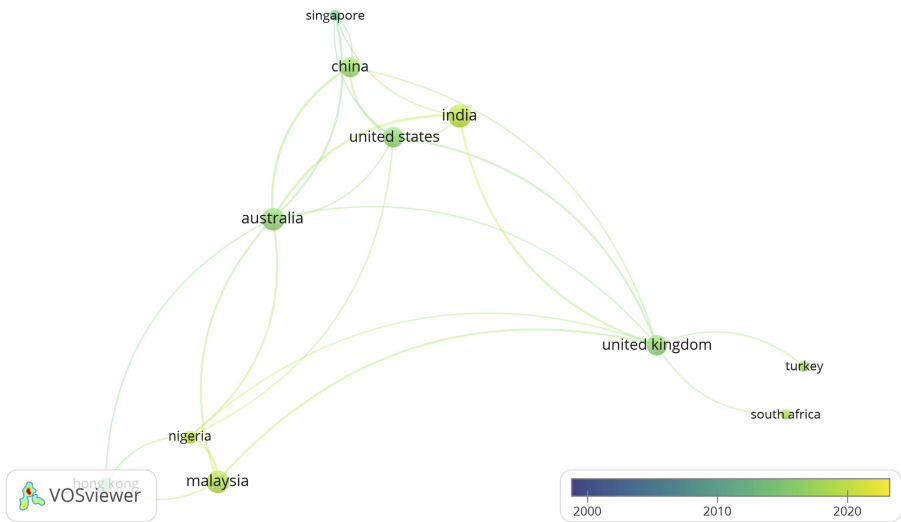 singapore
china
india
united states
australia
united kingdom
turkey
south africa
nigeria
malaysia
hong kong
VOSviewer
2000 2010 2020